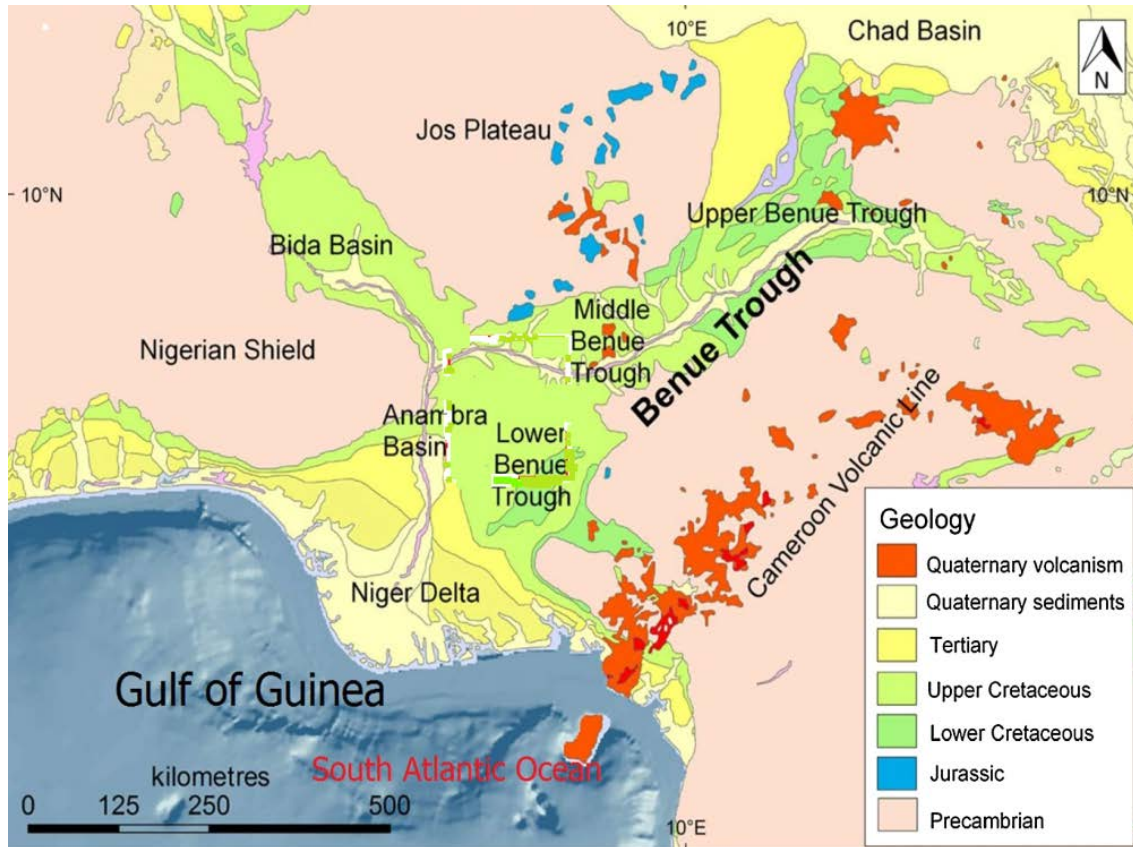 10°E
Chad Basin
N
Jos Plateau
10°N
10°N
Upper Benue Trough
Bida Basin
Benue Trough
Middle
Benue
Trough
Nigerian Shield
Anambra
Basin
Lower
Benue
Trough
Cameroon Volcanic Line
Niger Delta
Gulf of Guinea
South Atlantic Ocean
kilometres
0 125 250 500
10°E
Geology
Quaternary volcanism
Quaternary sediments
Tertiary
Upper Cretaceous
Lower Cretaceous
Jurassic
Precambrian